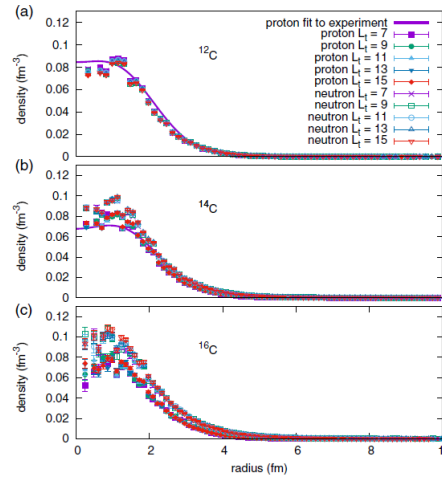 (a)
proton fit to experiment
proton Lt = 7
proton Lt = 9
proton Lt = 11
proton Lt = 13
proton Lt = 15
neutron Lt = 7
neutron Lt = 9
neutron Lt = 11
neutron Lt = 13
neutron Lt = 15
12C
density (fm-3)
0.12
0.1
0.08
0.06
0.04
0.02
0
(b)
14C
density (fm-3)
0.12
0.1
0.08
0.06
0.04
0.02
0
(c)
16C
density (fm-3)
0.12
0.1
0.08
0.06
0.04
0.02
0
0 2 4 6 8 1
radius (fm)